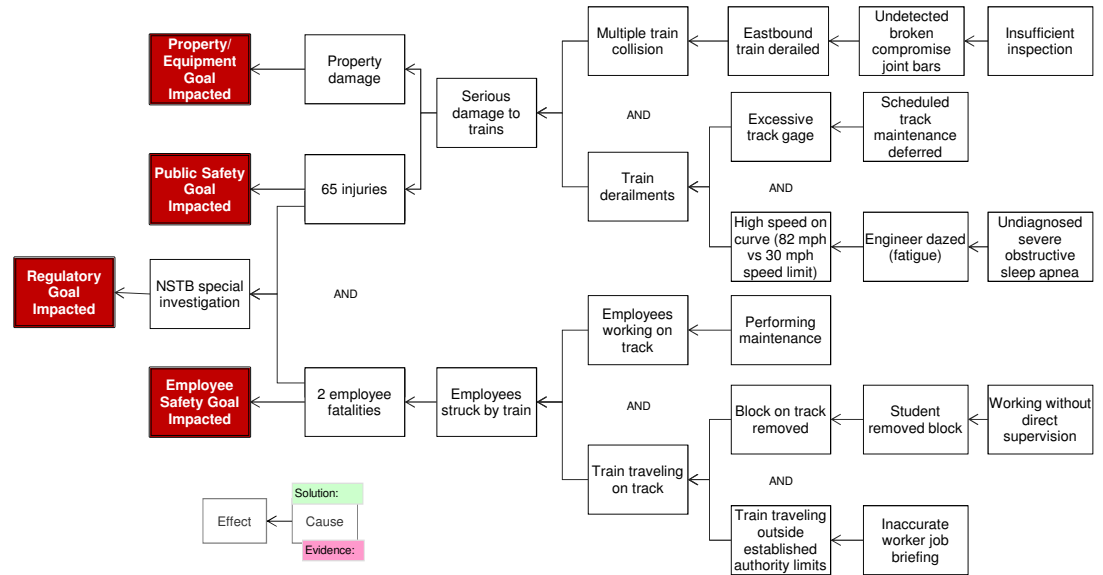 Property/
Equipment
Goal
Impacted
Property
damage
Serious
damage to
trains
Multiple train
collision
Eastbound
train derailed
Undetected
broken
compromise
joint bars
Insufficient
inspection
AND
Excessive
track gage
Scheduled
track
maintenance
deferred
Public Safety
Goal
Impacted
65 injuries
Train
derailments
AND
High speed on
curve (82 mph
vs 30 mph
speed limit)
Engineer dazed
(fatigue)
Undiagnosed
severe
obstructive
sleep apnea
Regulatory
Goal
Impacted
NSTB special
investigation
AND
Employees
working on
track
Performing
maintenance
Employee
Safety Goal
Impacted
2 employee
fatalities
Employees
struck by train
AND
Block on track
removed
Student
removed block
Working without
direct
supervision
Train traveling
on track
AND
Train traveling
outside
established
authority limits
Inaccurate
worker job
briefing
Solution:
Effect
Cause
Evidence: